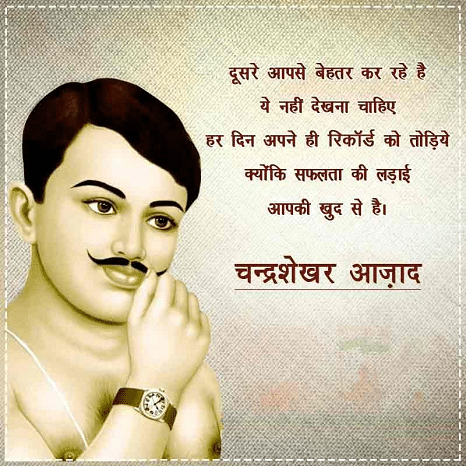 दूसरे आपसे बेहतर कर रहे है
ये नहीं देखना चाहिए
हर दिन अपने ही रिकॉर्ड को तोड़िये
क्योंकि सफलता की लड़ाई
आपकी खुद से है।
चन्द्रशेखर आज़ाद